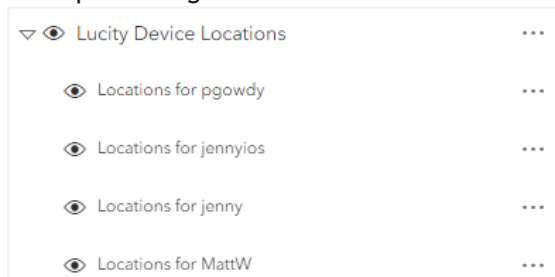 Lucity Device Locations
Locations for pgowdy
Locations for jennyios
Locations for jenny
Locations for MattW